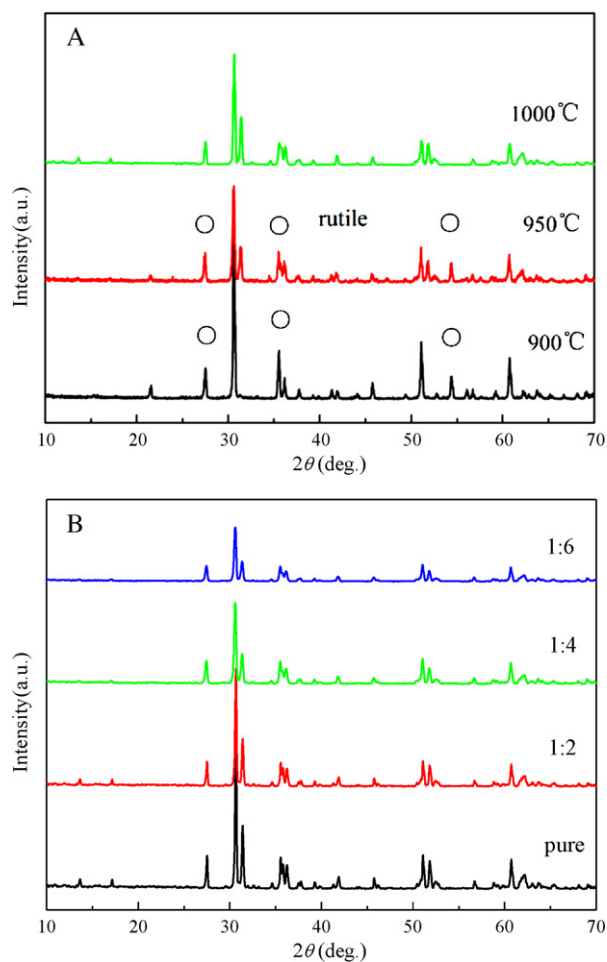 A
1000℃
rutile
950℃
900℃
Intensity(a.u.)
10 20 30 40 50 60 70
2θ(deg.)
B
1:6
1:4
1:2
pure
Intensity(a.u.)
10 20 30 40 50 60 70
2θ(deg.)